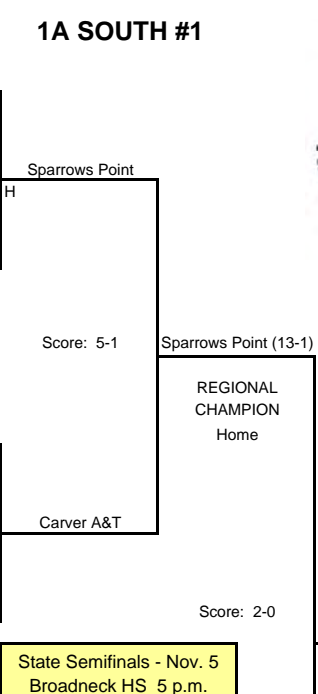 1A SOUTH #1
Sparrows Point
H
Score: 5-1
Sparrows Point (13-1)
REGIONAL
CHAMPION
Home
Carver A&T
Score: 2-0
State Semifinals - Nov. 5
Broadneck HS 5 p.m.